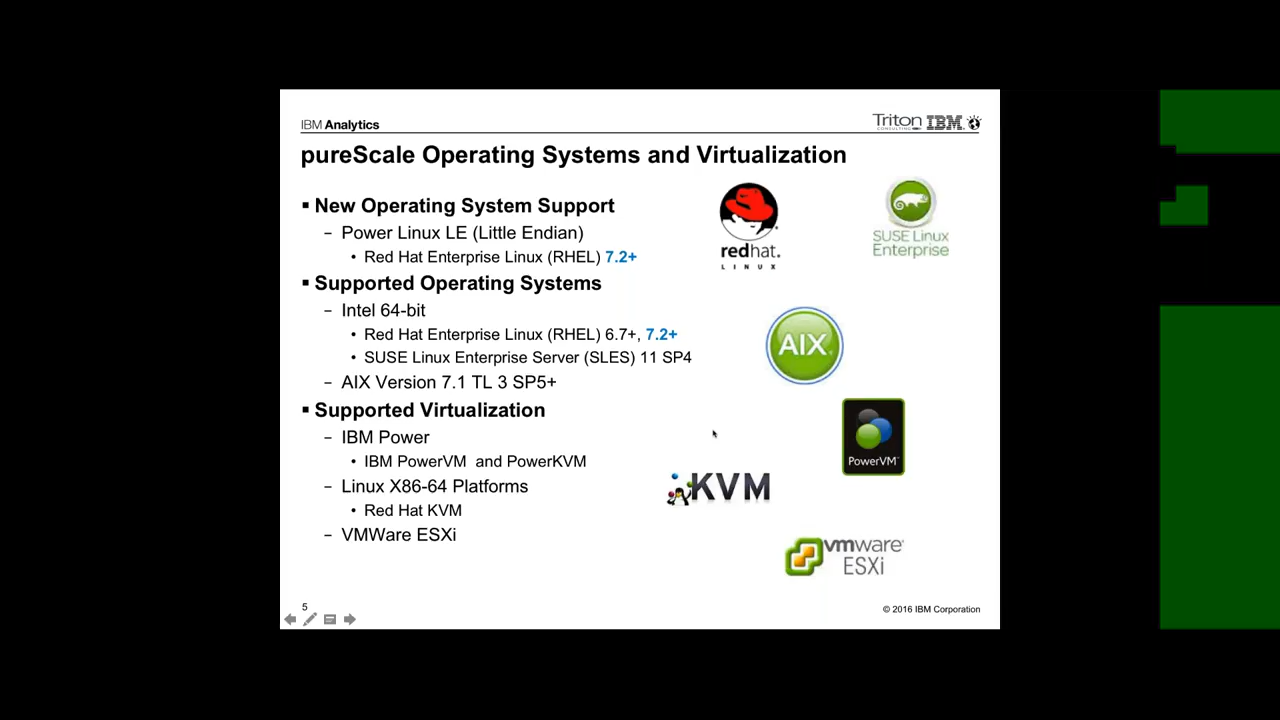 IBM Analytics
Triton IBM
CONSULTING
pureScale Operating Systems and Virtualization
▪ New Operating System Support
– Power Linux LE (Little Endian)
• Red Hat Enterprise Linux (RHEL) 7.2+
▪ Supported Operating Systems
– Intel 64-bit
• Red Hat Enterprise Linux (RHEL) 6.7+, 7.2+
• SUSE Linux Enterprise Server (SLES) 11 SP4
– AIX Version 7.1 TL 3 SP5+
▪ Supported Virtualization
– IBM Power
• IBM PowerVM and PowerKVM
– Linux X86-64 Platforms
• Red Hat KVM
– VMWare ESXi
redhat.
LINUX
SUSE Linux
Enterprise
AIX
PowerVM™
KVM
vmware®
ESXi
5
© 2016 IBM Corporation